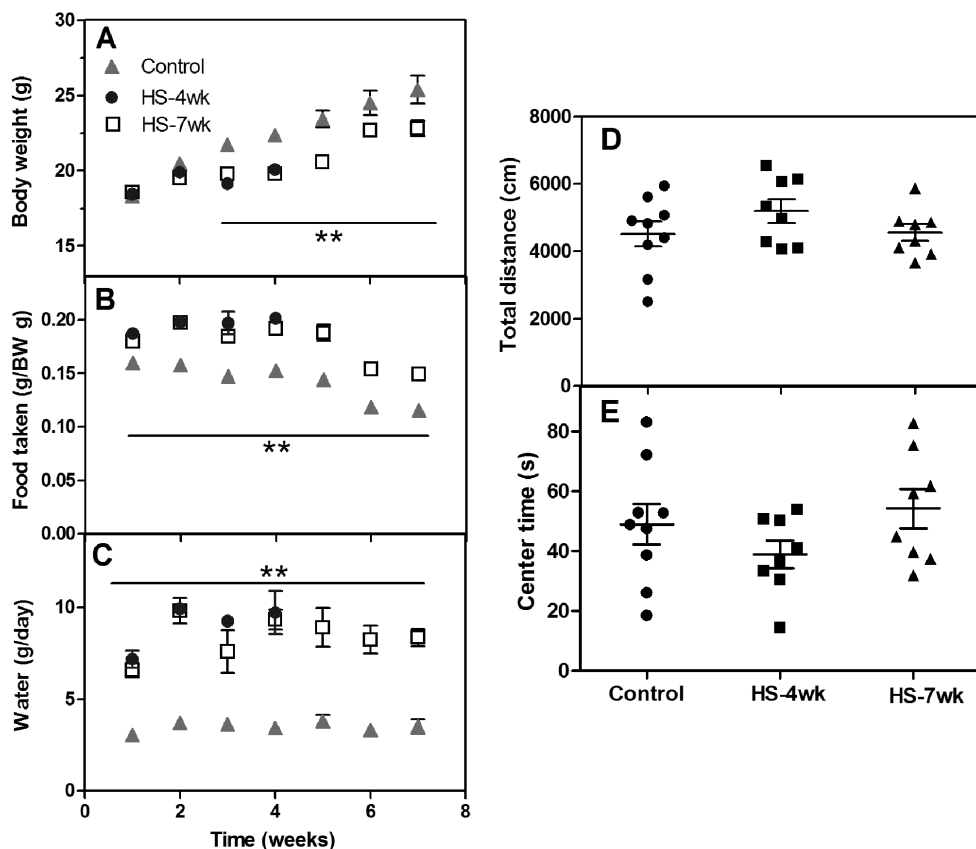 A
Control
HS-4wk
HS-7wk
Body weight (g)
30
25
20
15
**
B
Food taken (g/BW g)
0.20
0.15
0.10
0.05
0.00
**
C
Water (g/day)
10
5
0
**
0 2 4 6 8
Time (weeks)
D
Total distance (cm)
8000
6000
4000
2000
0
E
Center time (s)
80
60
40
20
0
Control HS-4wk HS-7wk